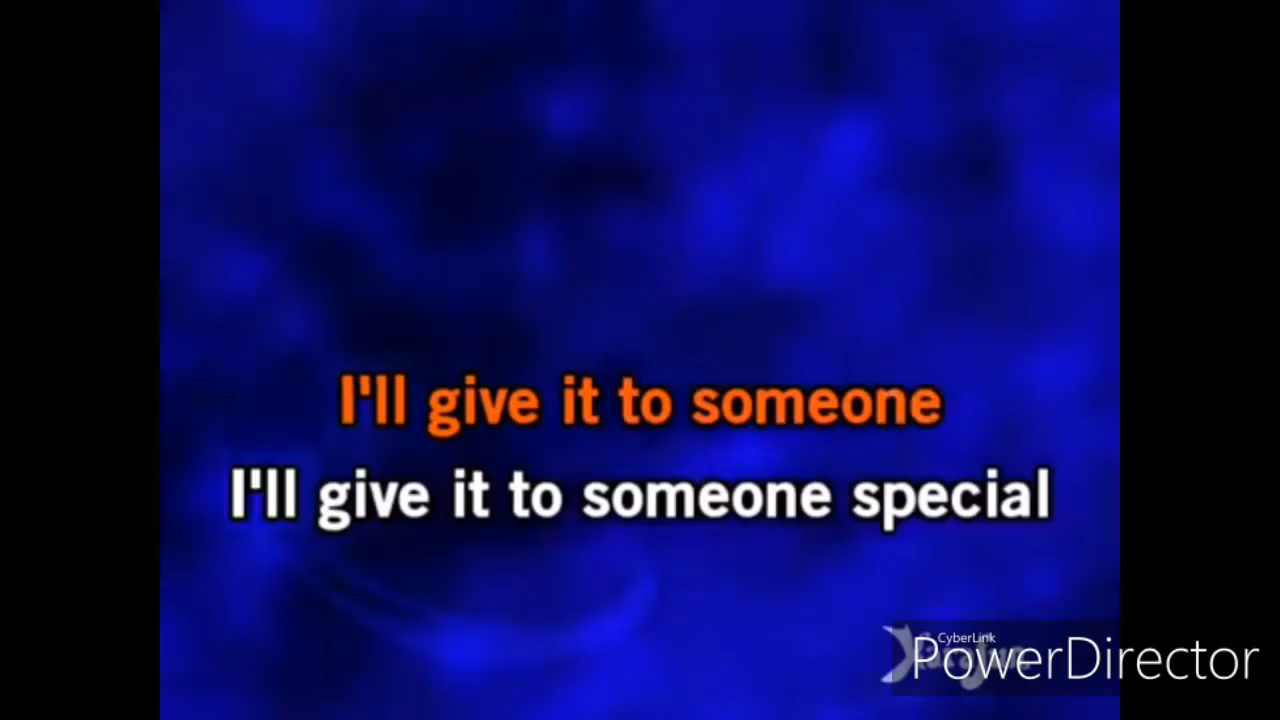 I'll give it to someone
I'll give it to someone special
CyberLink
PowerDirector